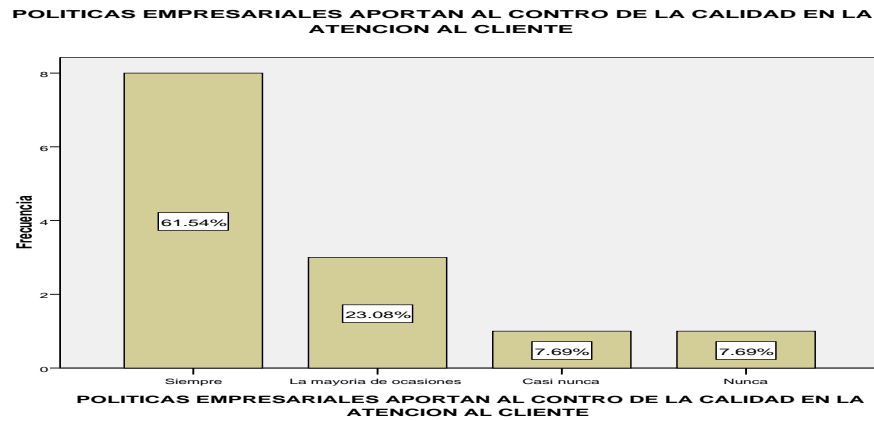 POLITICAS EMPRESARIALES APORTAN AL CONTRO DE LA CALIDAD EN LA
ATENCION AL CLIENTE
Frecuencia
8
6
4
2
0
61.54%
23.08%
7.69%
7.69%
Siempre
La mayoria de ocasiones
Casi nunca
Nunca
POLITICAS EMPRESARIALES APORTAN AL CONTRO DE LA CALIDAD EN LA
ATENCION AL CLIENTE